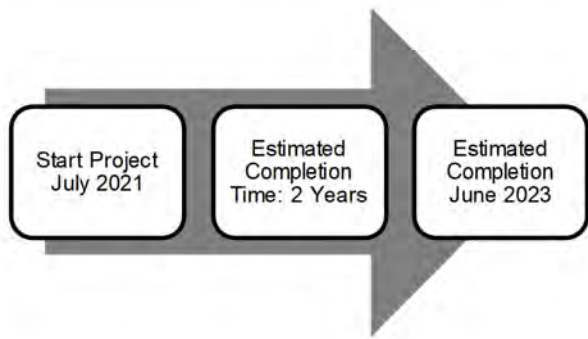 Start Project
July 2021
Estimated
Completion
Time: 2 Years
Estimated
Completion
June 2023